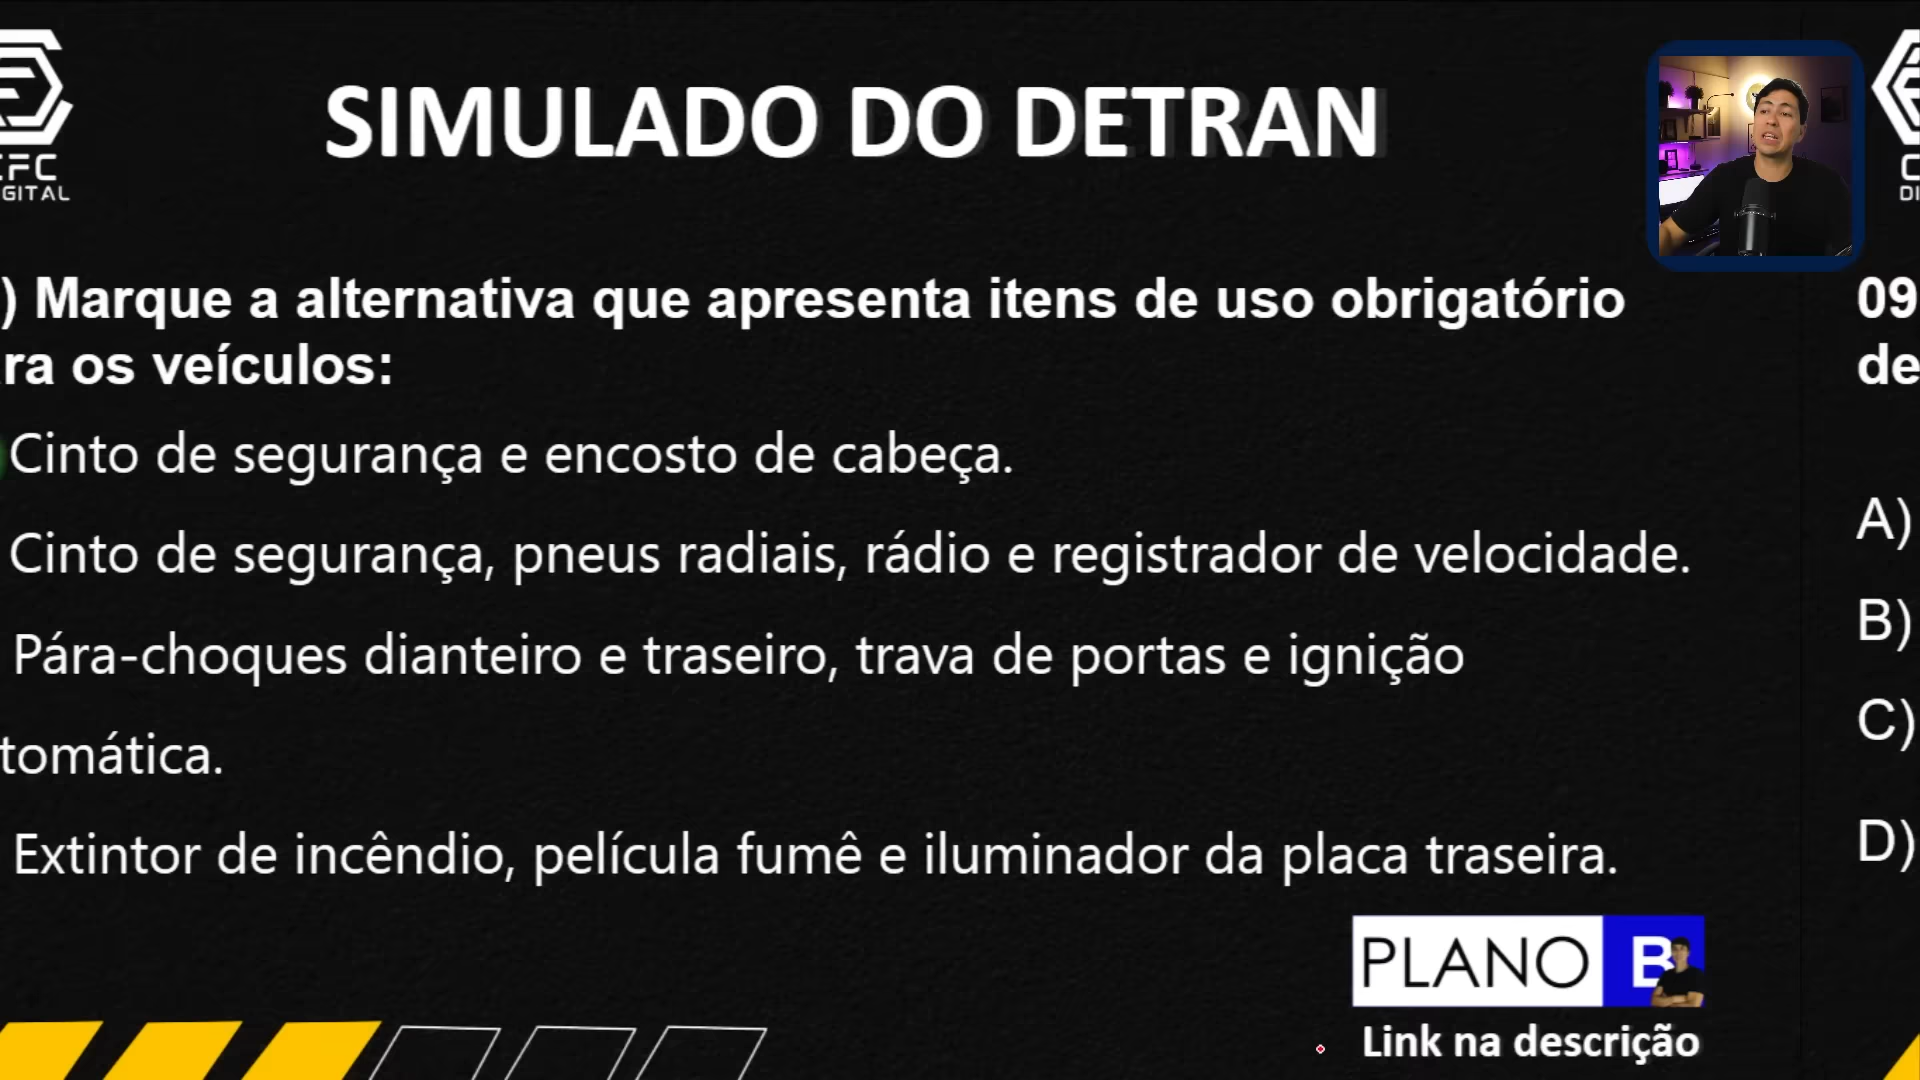 SIMULADO DO DETRAN
CFC
) Marque a alternativa que apresenta itens de uso obrigatório
ra os veículos:
09
de
Cinto de segurança e encosto de cabeça.
A)
Cinto de segurança, pneus radiais, rádio e registrador de velocidade.
B)
Pára-choques dianteiro e traseiro, trava de portas e ignição
C)
tomática.
D)
Extintor de incêndio, película fumê e iluminador da placa traseira.
PLANO B
Link na descrição